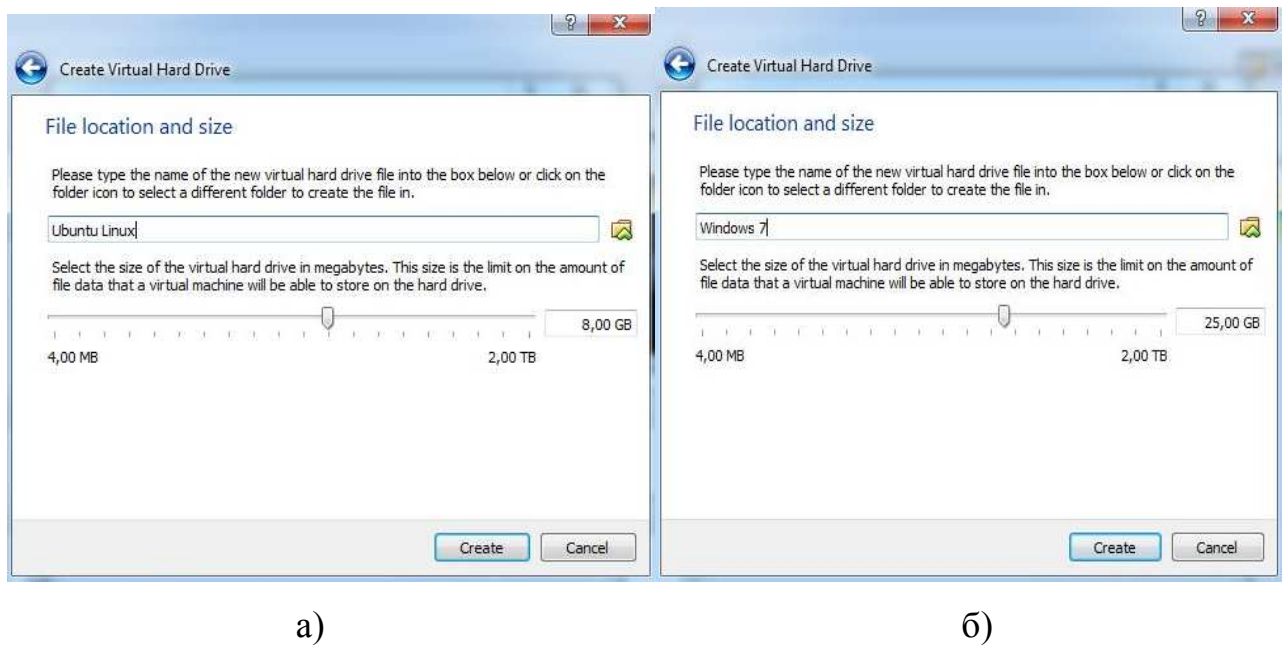 Create Virtual Hard Drive
File location and size
Please type the name of the new virtual hard drive file into the box below or click on the
folder icon to select a different folder to create the file in.
Ubuntu Linux
Select the size of the virtual hard drive in megabytes. This size is the limit on the amount of
file data that a virtual machine will be able to store on the hard drive.
8,00 GB
4,00 MB 2,00 TB
Create Cancel
а)
Create Virtual Hard Drive
File location and size
Please type the name of the new virtual hard drive file into the box below or click on the
folder icon to select a different folder to create the file in.
Windows 7
Select the size of the virtual hard drive in megabytes. This size is the limit on the amount of
file data that a virtual machine will be able to store on the hard drive.
25,00 GB
4,00 MB 2,00 TB
Create Cancel
б)